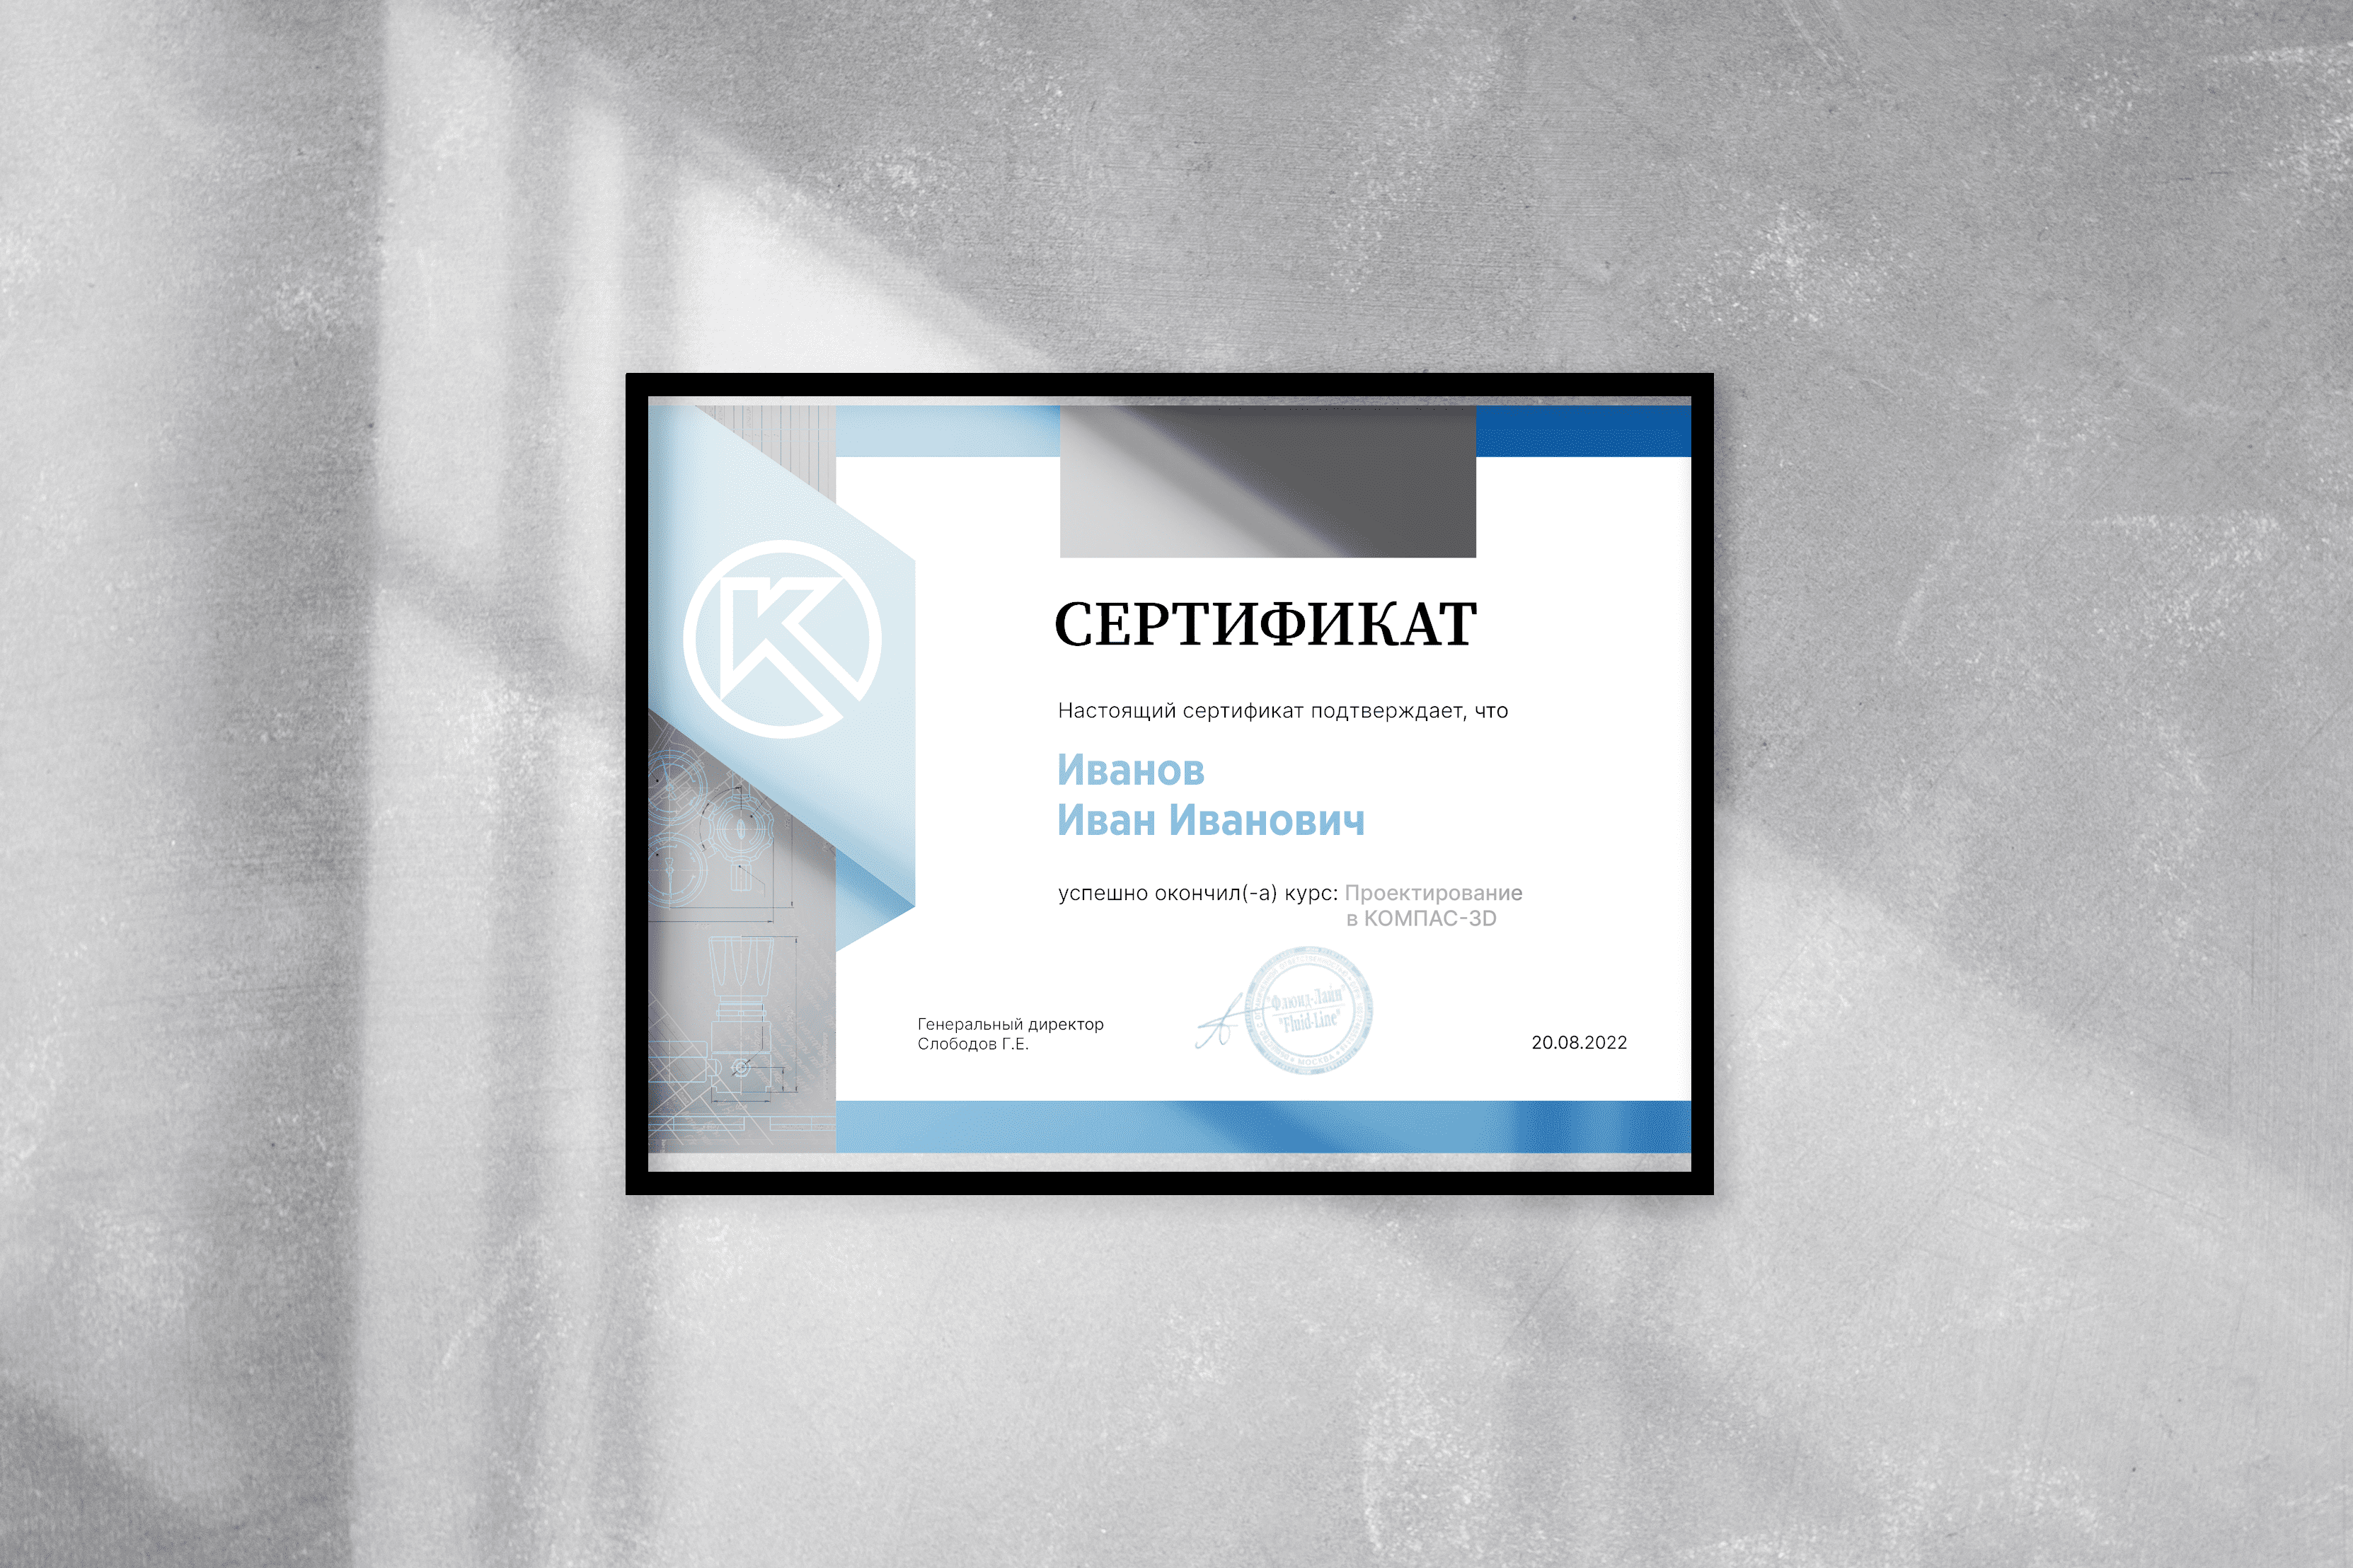 СЕРТИФИКАТ
Настоящий сертификат подтверждает, что
Иванов
Иван Иванович
успешно окончил(-а) курс: Проектирование
в КОМПАС-3D
"Флюид-Лайн"
"Fluid-Line"
МОСКВА
Генеральный директор
Слободов Г.Е.
20.08.2022